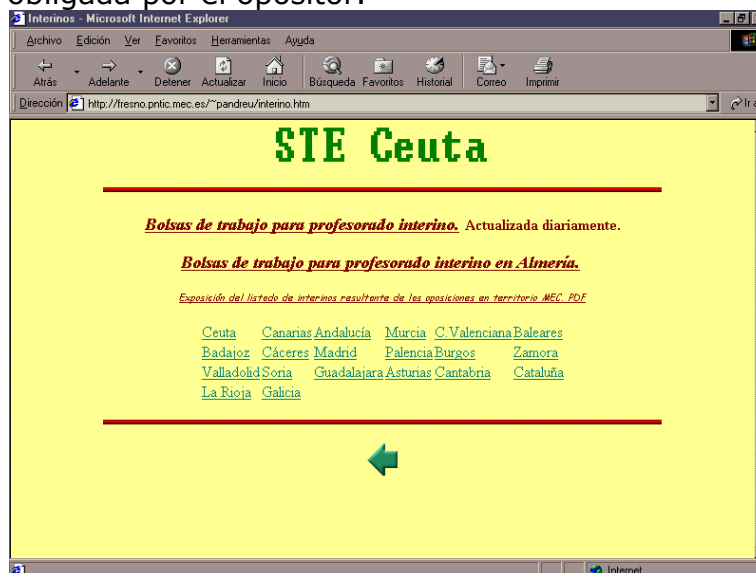 obligada por el opositor.
Interinos - Microsoft Internet Explorer
Archivo Edición Ver Favoritos Herramientas Ayuda
Atrás Adelante Detener Actualizar Inicio Búsqueda Favoritos Historial Correo Imprimir
Dirección http://fresno.pntic.mec.es/~pandreu/interino.htm Ir a
STE Ceuta
Bolsas de trabajo para profesorado interino. Actualizada diariamente.
Bolsas de trabajo para profesorado interino en Almería.
Exposición del listado de interinos resultante de las oposiciones en territorio MEC. PDF
Ceuta Canarias Andalucía Murcia C.Valenciana Baleares
Badajoz Cáceres Madrid Palencia Burgos Zamora
Valladolid Soria Guadalajara Asturias Cantabria Cataluña
La Rioja Galicia
Internet